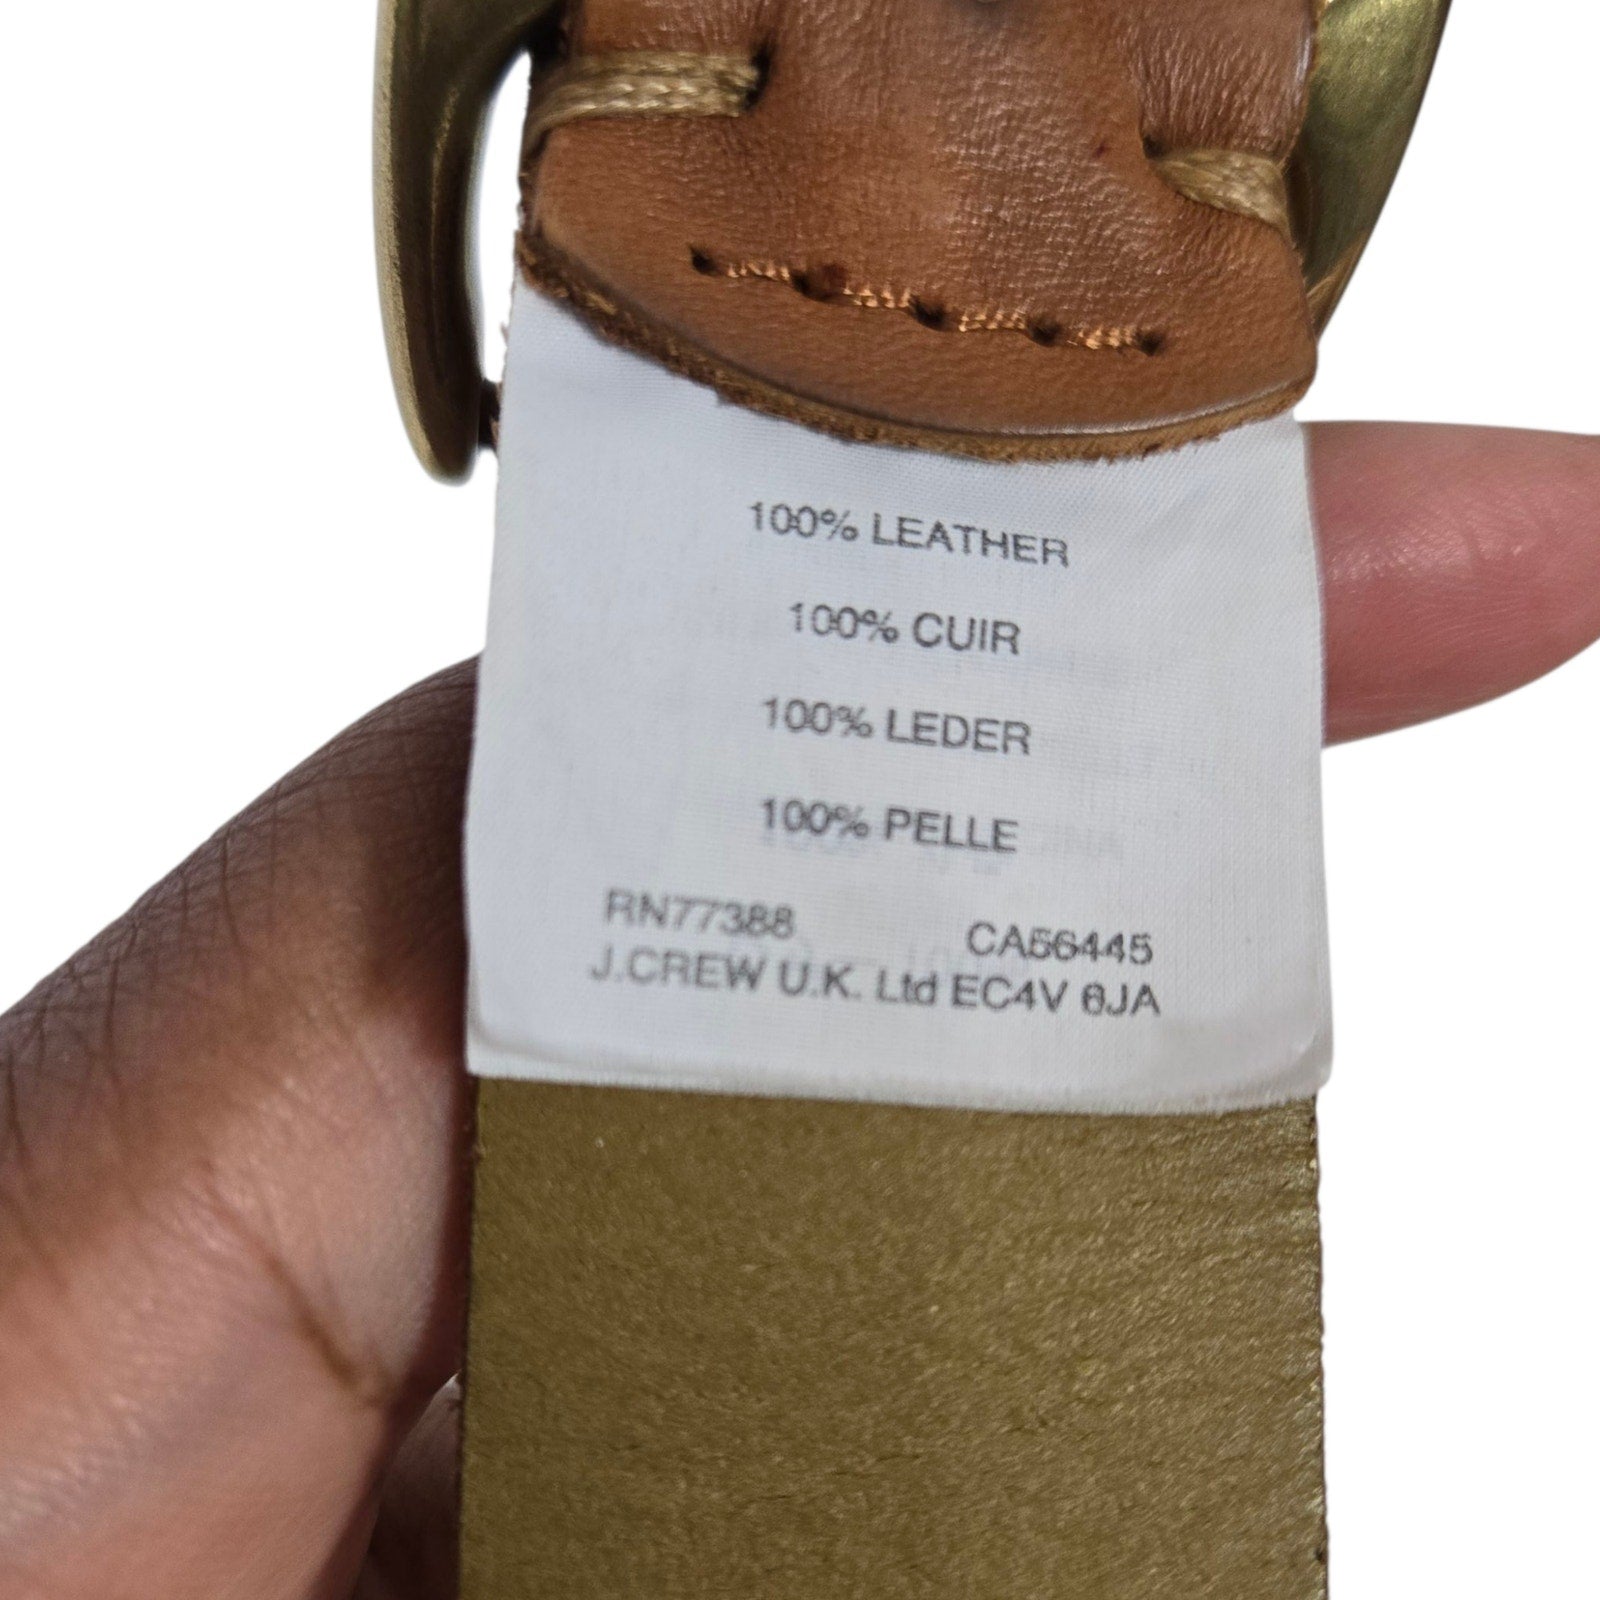 100% LEATHER
100% CUIR
100% LEDER
100% PELLE
RN77388 CA56445
J.CREW U.K. Ltd EC4V 6JA